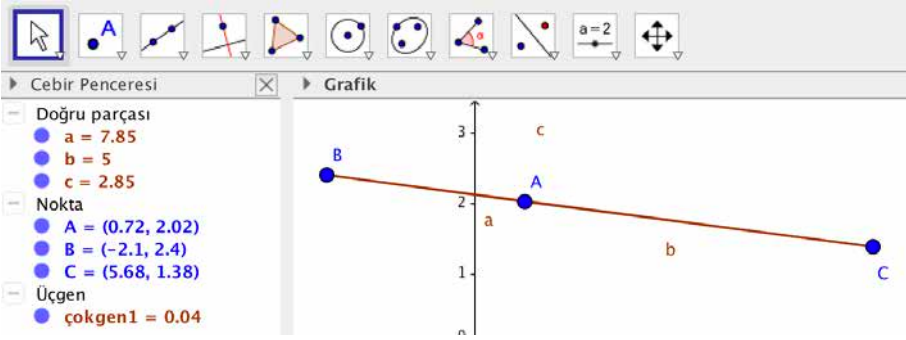 A
α
a=2
Cebir Penceresi
Grafik
Doğru parçası
a = 7.85
b = 5
c = 2.85
Nokta
A = (0.72, 2.02)
B = (−2.1, 2.4)
C = (5.68, 1.38)
Üçgen
çokgen1 = 0.04
3
c
B
A
2
a
b
1
C
0